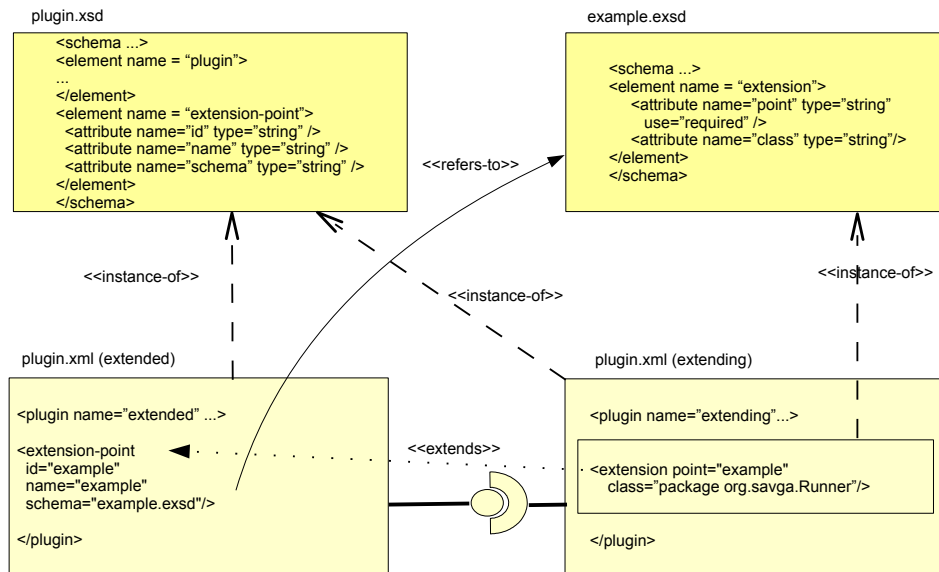 plugin.xsd
<schema ...>
<element name = “plugin”>
...
</element>
<element name = “extension-point”>
<attribute name=”id” type=”string” />
<attribute name=”name” type=”string” />
<attribute name=”schema” type=”string” />
</element>
</schema>
example.exsd
<schema ...>
<element name = “extension”>
<attribute name=”point” type=”string”
use=”required” />
<attribute name=”class” type=”string”/>
</element>
</schema>
<<refers-to>>
<<instance-of>>
<<instance-of>>
<<instance-of>>
plugin.xml (extended)
<plugin name=”extended” ...>
<extension-point
id="example"
name="example"
schema="example.exsd"/>
</plugin>
<<extends>>
plugin.xml (extending)
<plugin name=”extending”...>
<extension point="example"
class=”package org.savga.Runner”/>
</plugin>